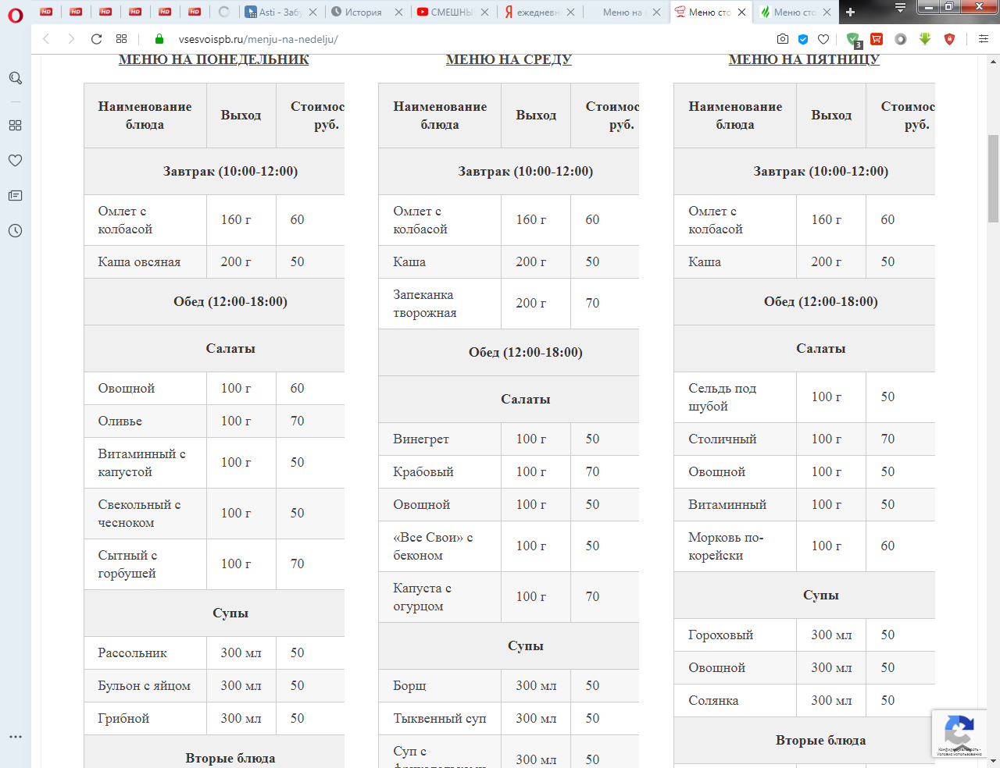 HD
HD
HD
HD
HD
HD
Asti - Забу
История
СМЕШНЫ
ежедневн
Меню на
Меню сто
Меню сто
vsesvoispb.ru/menju-na-nedelju/
3
МЕНЮ НА ПОНЕДЕЛЬНИК
Наименование блюда Выход Стоимос руб.
Завтрак (10:00-12:00)
Омлет с колбасой 160 г 60
Каша овсяная 200 г 50
Обед (12:00-18:00)
Салаты
Овощной 100 г 60
Оливье 100 г 70
Витаминный с капустой 100 г 50
Свекольный с чесноком 100 г 50
Сытный с горбушей 100 г 70
Супы
Рассольник 300 мл 50
Бульон с яйцом 300 мл 50
Грибной 300 мл 50
Вторые блюда
МЕНЮ НА СРЕДУ
Наименование блюда Выход Стоимос руб.
Завтрак (10:00-12:00)
Омлет с колбасой 160 г 60
Каша 200 г 50
Запеканка творожная 200 г 70
Обед (12:00-18:00)
Салаты
Винегрет 100 г 50
Крабовый 100 г 70
Овощной 100 г 50
«Все Свои» с беконом 100 г 50
Капуста с огурцом 100 г 70
Супы
Борщ 300 мл 50
Тыквенный суп 300 мл 50
Суп с 300 мл 50
МЕНЮ НА ПЯТНИЦУ
Наименование блюда Выход Стоимос руб.
Завтрак (10:00-12:00)
Омлет с колбасой 160 г 60
Каша 200 г 50
Обед (12:00-18:00)
Салаты
Сельдь под шубой 100 г 50
Столичный 100 г 70
Овощной 100 г 50
Витаминный 100 г 50
Морковь по-корейски 100 г 60
Супы
Гороховый 300 мл 50
Овощной 300 мл 50
Солянка 300 мл 50
Вторые блюда
Конфиденциальность -
Условия использования